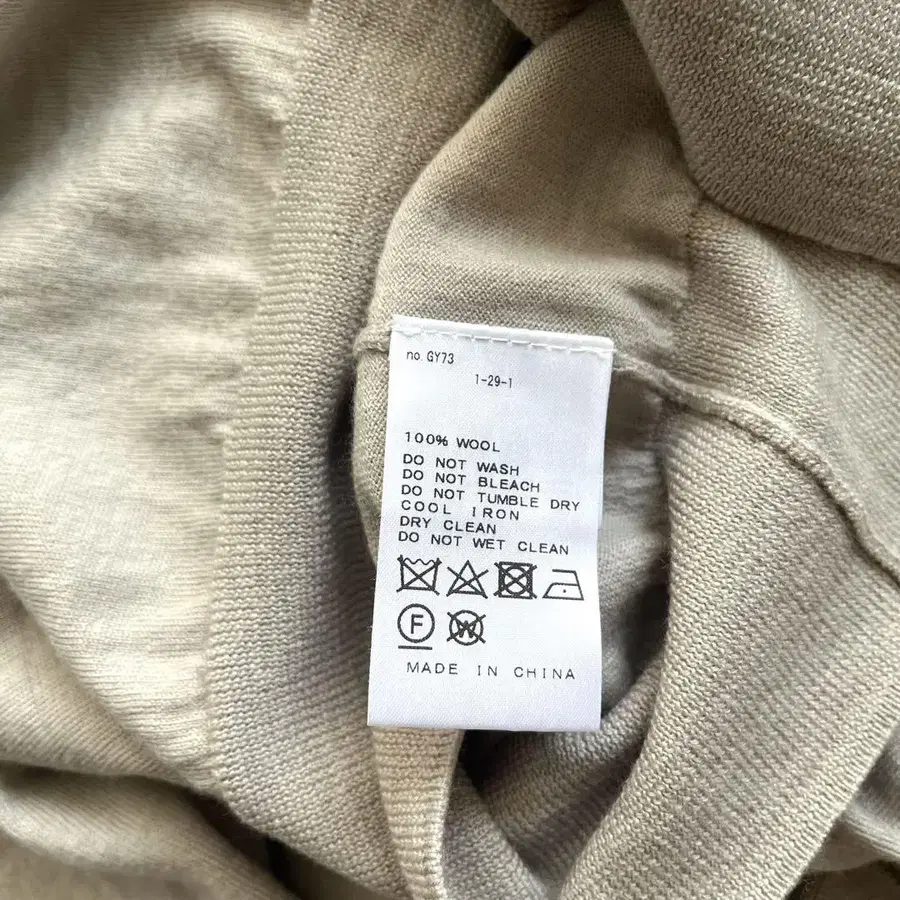 no. GY73
1-29-1
100% WOOL
DO NOT WASH
DO NOT BLEACH
DO NOT TUMBLE DRY
COOL IRON
DRY CLEAN
DO NOT WET CLEAN
F W
MADE IN CHINA